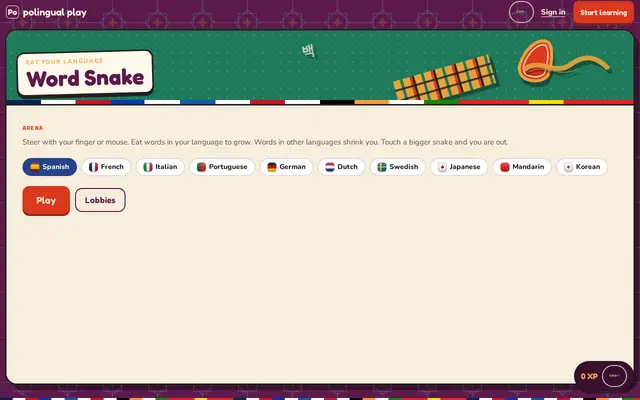 Po polingual play
Sign in
Start learning
EAT YOUR LANGUAGE
Word Snake
백
ARENA
Steer with your finger or mouse. Eat words in your language to grow. Words in other languages shrink you. Touch a bigger snake and you are out.
Spanish
French
Italian
Portuguese
German
Dutch
Swedish
Japanese
Mandarin
Korean
Play
Lobbies
0 XP